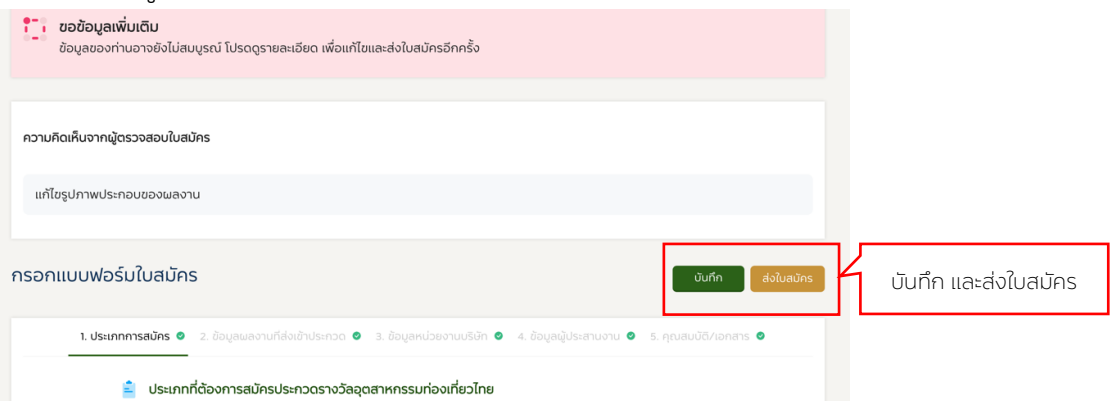 ขอข้อมูลเพิ่มเติม
ข้อมูลของท่านอาจยังไม่สมบูรณ์ โปรดดูรายละเอียด เพื่อแก้ไขและส่งใบสมัครอีกครั้ง
ความคิดเห็นจากผู้ตรวจสอบใบสมัคร
แก้ไขรูปภาพประกอบของผลงาน
กรอกแบบฟอร์มใบสมัคร
บันทึก
ส่งใบสมัคร
บันทึก และส่งใบสมัคร
1. ประเภทการสมัคร
2. ข้อมูลผลงานที่ส่งเข้าประกวด
3. ข้อมูลหน่วยงานบริษัท
4. ข้อมูลผู้ประสานงาน
5. คุณสมบัติ/เอกสาร
ประเภทที่ต้องการสมัครประกวดรางวัลอุตสาหกรรมท่องเที่ยวไทย